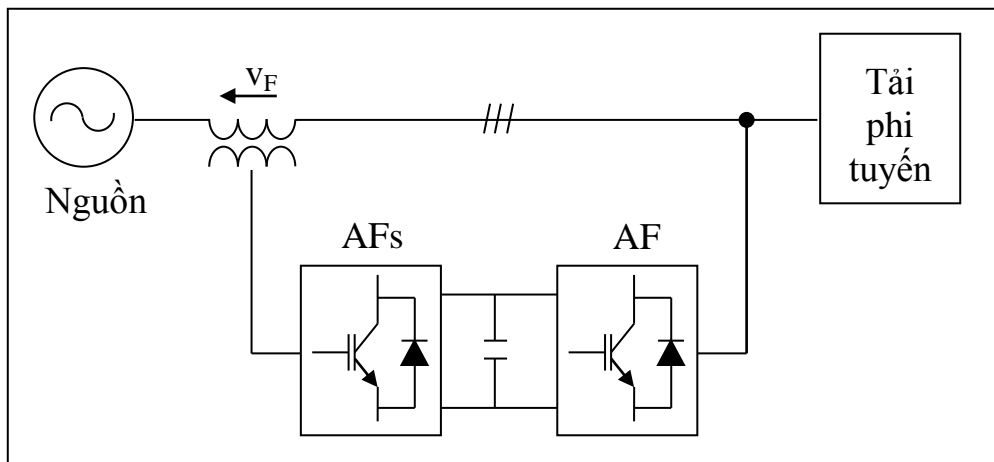 v_F
Nguồn
Tải
phi
tuyến
AFs
AF